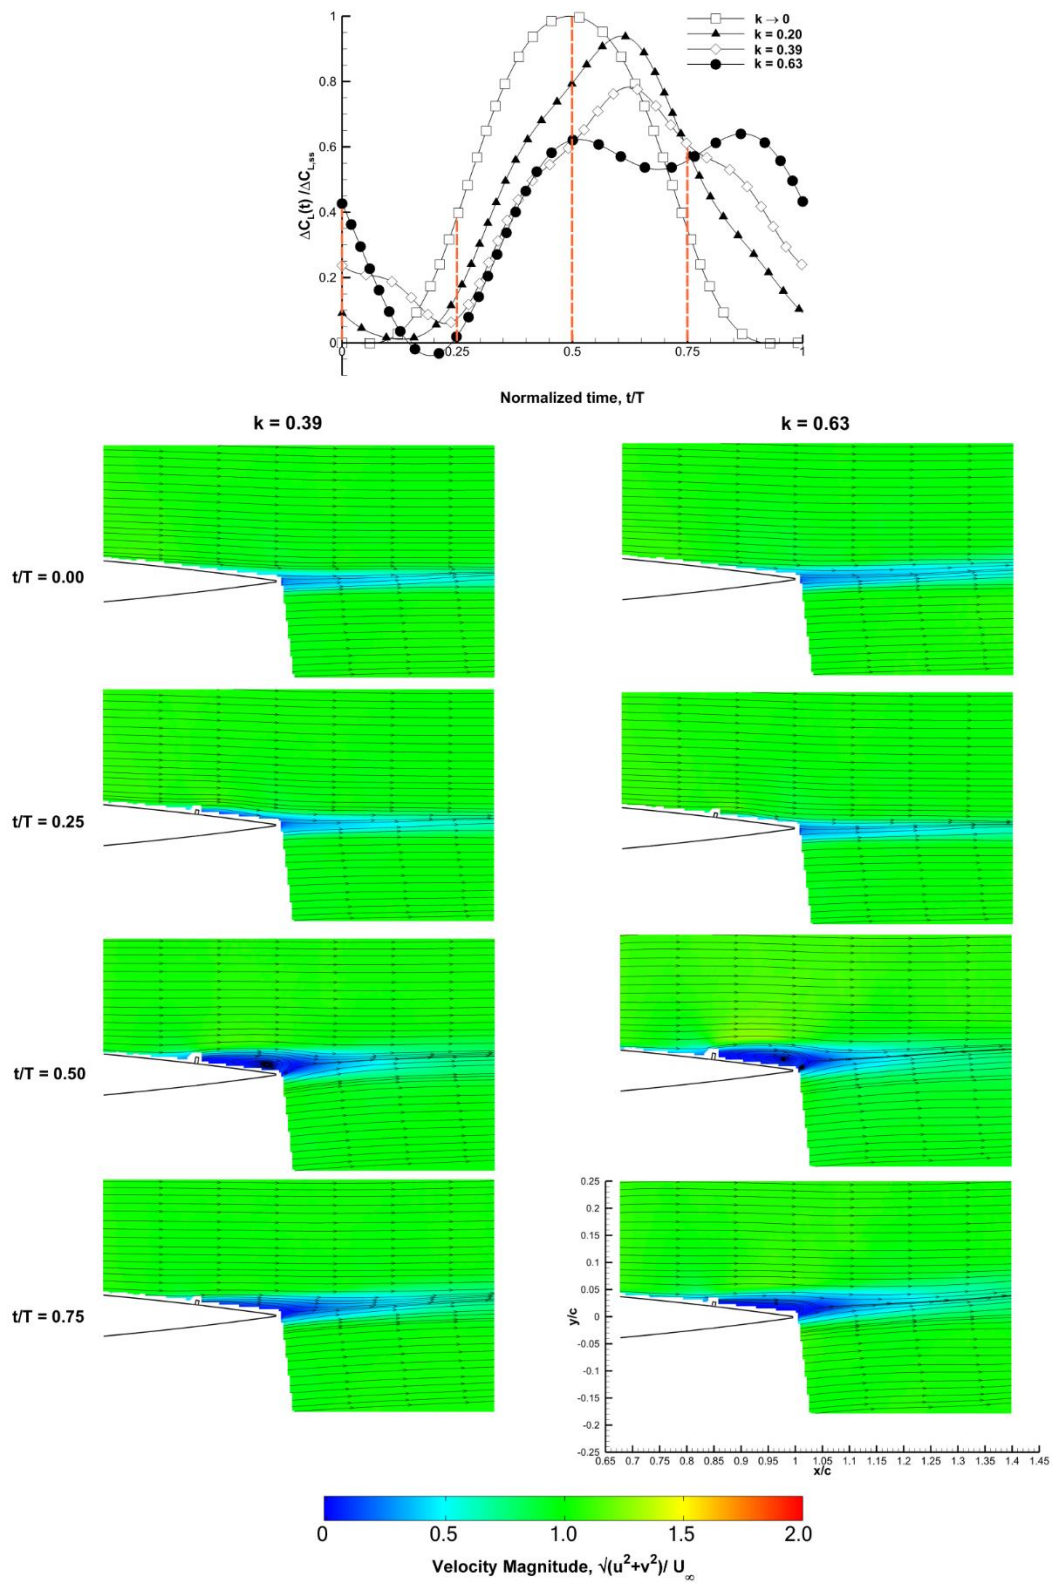 k → 0
k = 0.20
k = 0.39
k = 0.63
ΔC_L(t) /ΔC_L,ss
1
0.8
0.6
0.4
0.2
0
0 0.25 0.5 0.75 1
Normalized time, t/T
k = 0.39 k = 0.63
t/T = 0.00
t/T = 0.25
t/T = 0.50
t/T = 0.75
y/c
0.25
0.2
0.15
0.1
0.05
0
-0.05
-0.1
-0.15
-0.2
-0.25
0.65 0.7 0.75 0.8 0.85 0.9 0.95 1 1.05 1.1 1.15 1.2 1.25 1.3 1.35 1.4 1.45
x/c
0 0.5 1.0 1.5 2.0
Velocity Magnitude, √(u²+v²)/ U_∞